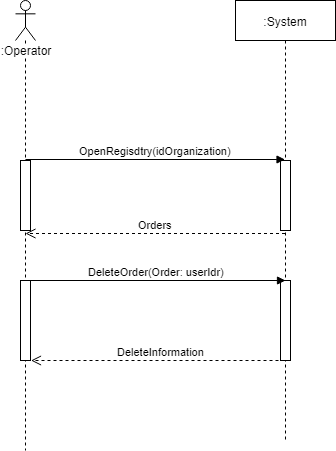 :Operator
:System
OpenRegisdtry(idOrganization)
Orders
DeleteOrder(Order: userIdr)
DeleteInformation